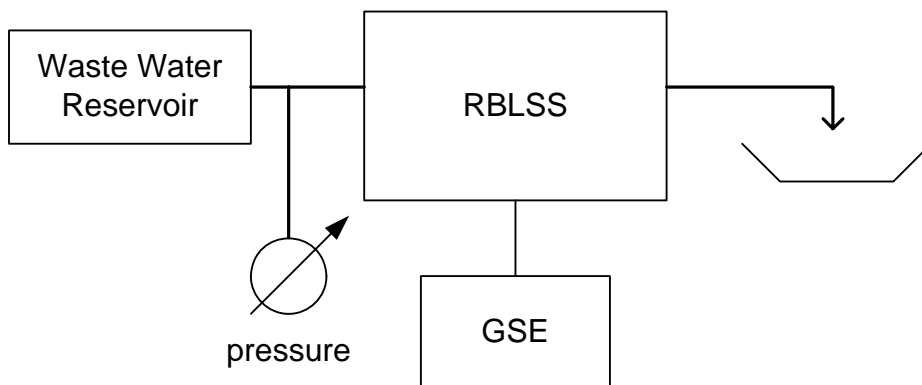 Waste Water
Reservoir
RBLSS
GSE
pressure